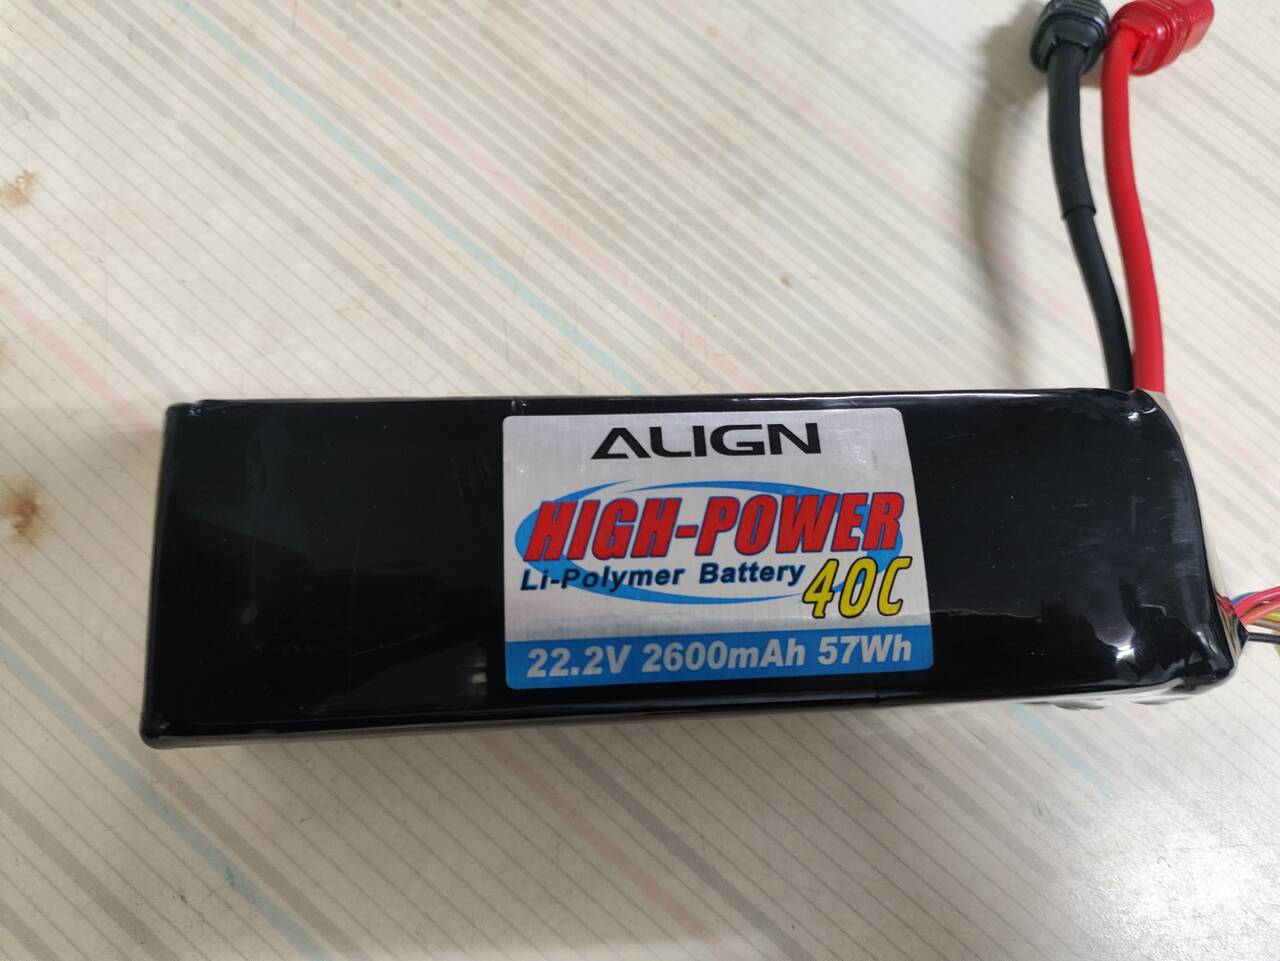 ALIGN
HIGH-POWER
Li-Polymer Battery 40C
22.2V 2600mAh 57Wh